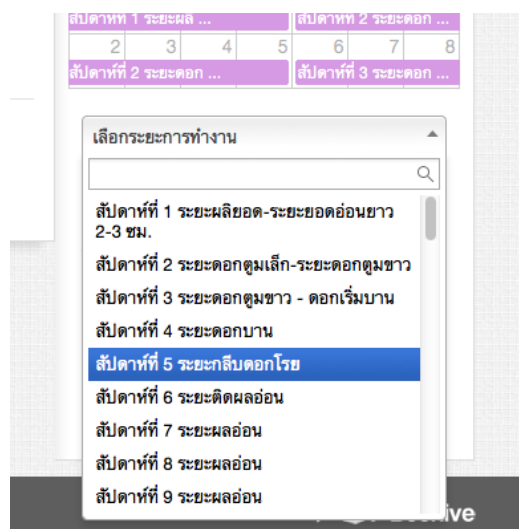 สัปดาห์ที่ 1 ระยะผลิ ... สัปดาห์ที่ 2 ระยะดอก ...
2 3 4 5 6 7 8
สัปดาห์ที่ 2 ระยะดอก ... สัปดาห์ที่ 3 ระยะดอก ...
เลือกระยะการทำงาน
สัปดาห์ที่ 1 ระยะผลิยอด-ระยะยอดอ่อนยาว
2-3 ซม.
สัปดาห์ที่ 2 ระยะดอกตูมเล็ก-ระยะดอกตูมขาว
สัปดาห์ที่ 3 ระยะดอกตูมขาว - ดอกเริ่มบาน
สัปดาห์ที่ 4 ระยะดอกบาน
สัปดาห์ที่ 5 ระยะกลีบดอกโรย
สัปดาห์ที่ 6 ระยะติดผลอ่อน
สัปดาห์ที่ 7 ระยะผลอ่อน
สัปดาห์ที่ 8 ระยะผลอ่อน
สัปดาห์ที่ 9 ระยะผลอ่อน